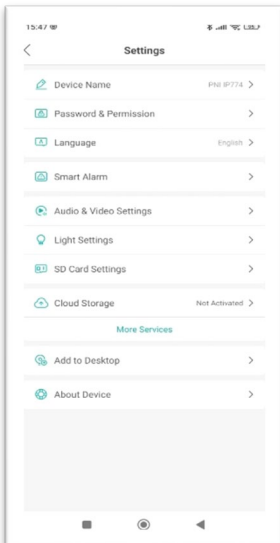 15:47
Settings
Device Name PNI IP774
Password & Permission
Language English
Smart Alarm
Audio & Video Settings
Light Settings
SD Card Settings
Cloud Storage Not Activated
More Services
Add to Desktop
About Device